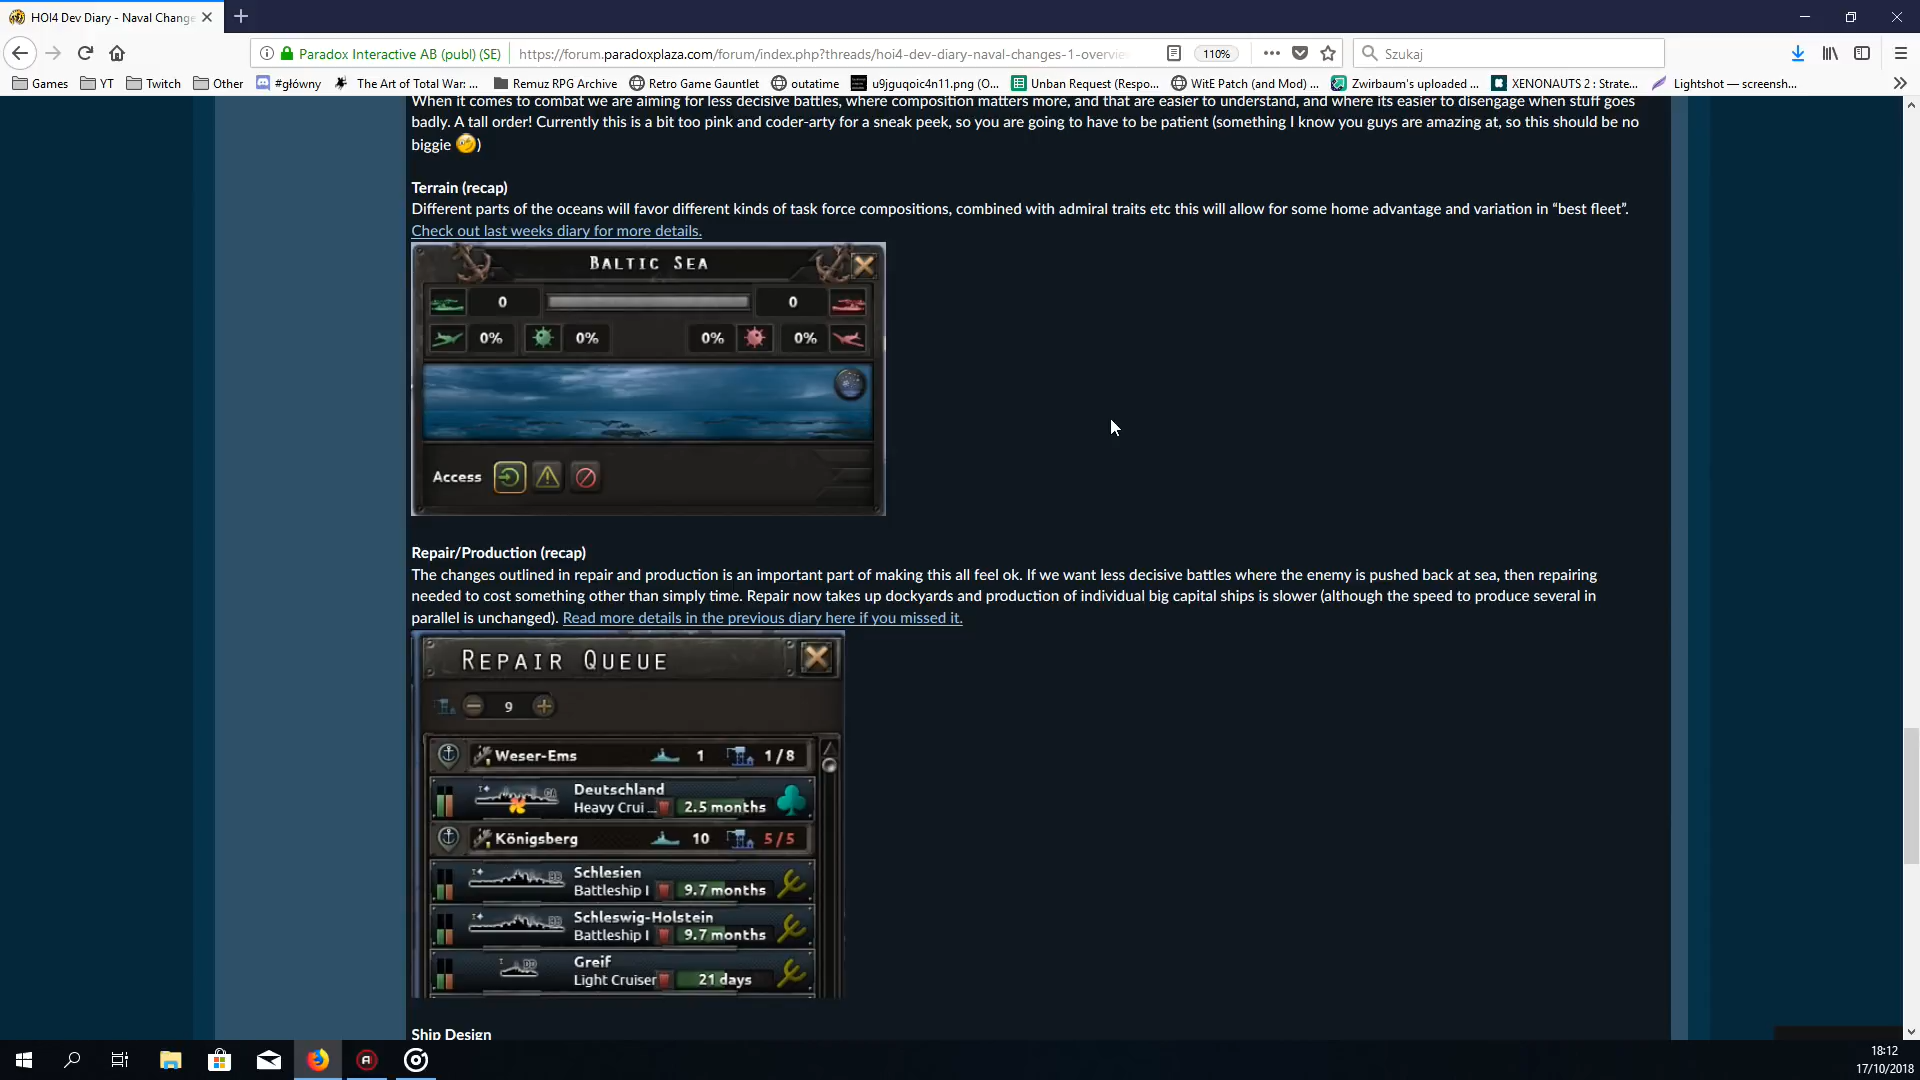 HOI4 Dev Diary - Naval Change
Paradox Interactive AB (publ) (SE)
https://forum.paradoxplaza.com/forum/index.php?threads/hoi4-dev-diary-naval-changes-1-overvie
110%
Szukaj
Games
YT
Twitch
Other
#główny
The Art of Total War: ...
Remuz RPG Archive
Retro Game Gauntlet
outatime
u9jguqoic4n11.png (O...
Unban Request (Respo...
WitE Patch (and Mod) ...
Zwirbaum's uploaded ...
XENONAUTS 2 : Strate...
Lightshot — screensh...
When it comes to combat we are aiming for less decisive battles, where composition matters more, and that are easier to understand, and where its easier to disengage when stuff goes
badly. A tall order! Currently this is a bit too pink and coder-arty for a sneak peek, so you are going to have to be patient (something I know you guys are amazing at, so this should be no
biggie )
Terrain (recap)
Different parts of the oceans will favor different kinds of task force compositions, combined with admiral traits etc this will allow for some home advantage and variation in “best fleet”.
Check out last weeks diary for more details.
BALTIC SEA
0 0
0% 0% 0% 0%
Access
Repair/Production (recap)
The changes outlined in repair and production is an important part of making this all feel ok. If we want less decisive battles where the enemy is pushed back at sea, then repairing
needed to cost something other than simply time. Repair now takes up dockyards and production of individual big capital ships is slower (although the speed to produce several in
parallel is unchanged). Read more details in the previous diary here if you missed it.
REPAIR QUEUE
9
Weser-Ems 1 1/8
Deutschland
Heavy Crui ... 2.5 months
Königsberg 10 5/5
Schlesien
Battleship I 9.7 months
Schleswig-Holstein
Battleship I 9.7 months
Greif
Light Cruiser 21 days
Ship Design
18:12
17/10/2018